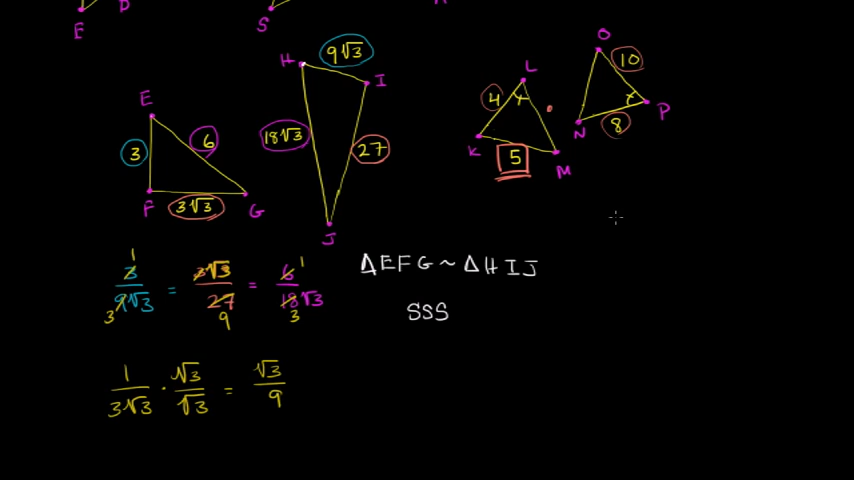 E
D
S
H
9√3
I
18√3
27
J
E
3
6
F
3√3
G
L
4
x
K
5
M
O
10
x
N
8
P
3/9√3 = 3√3/27 = 6/18√3
1
3
9
1
3
ΔEFG ~ ΔHIJ
SSS
1/3√3 · √3/√3 = √3/9